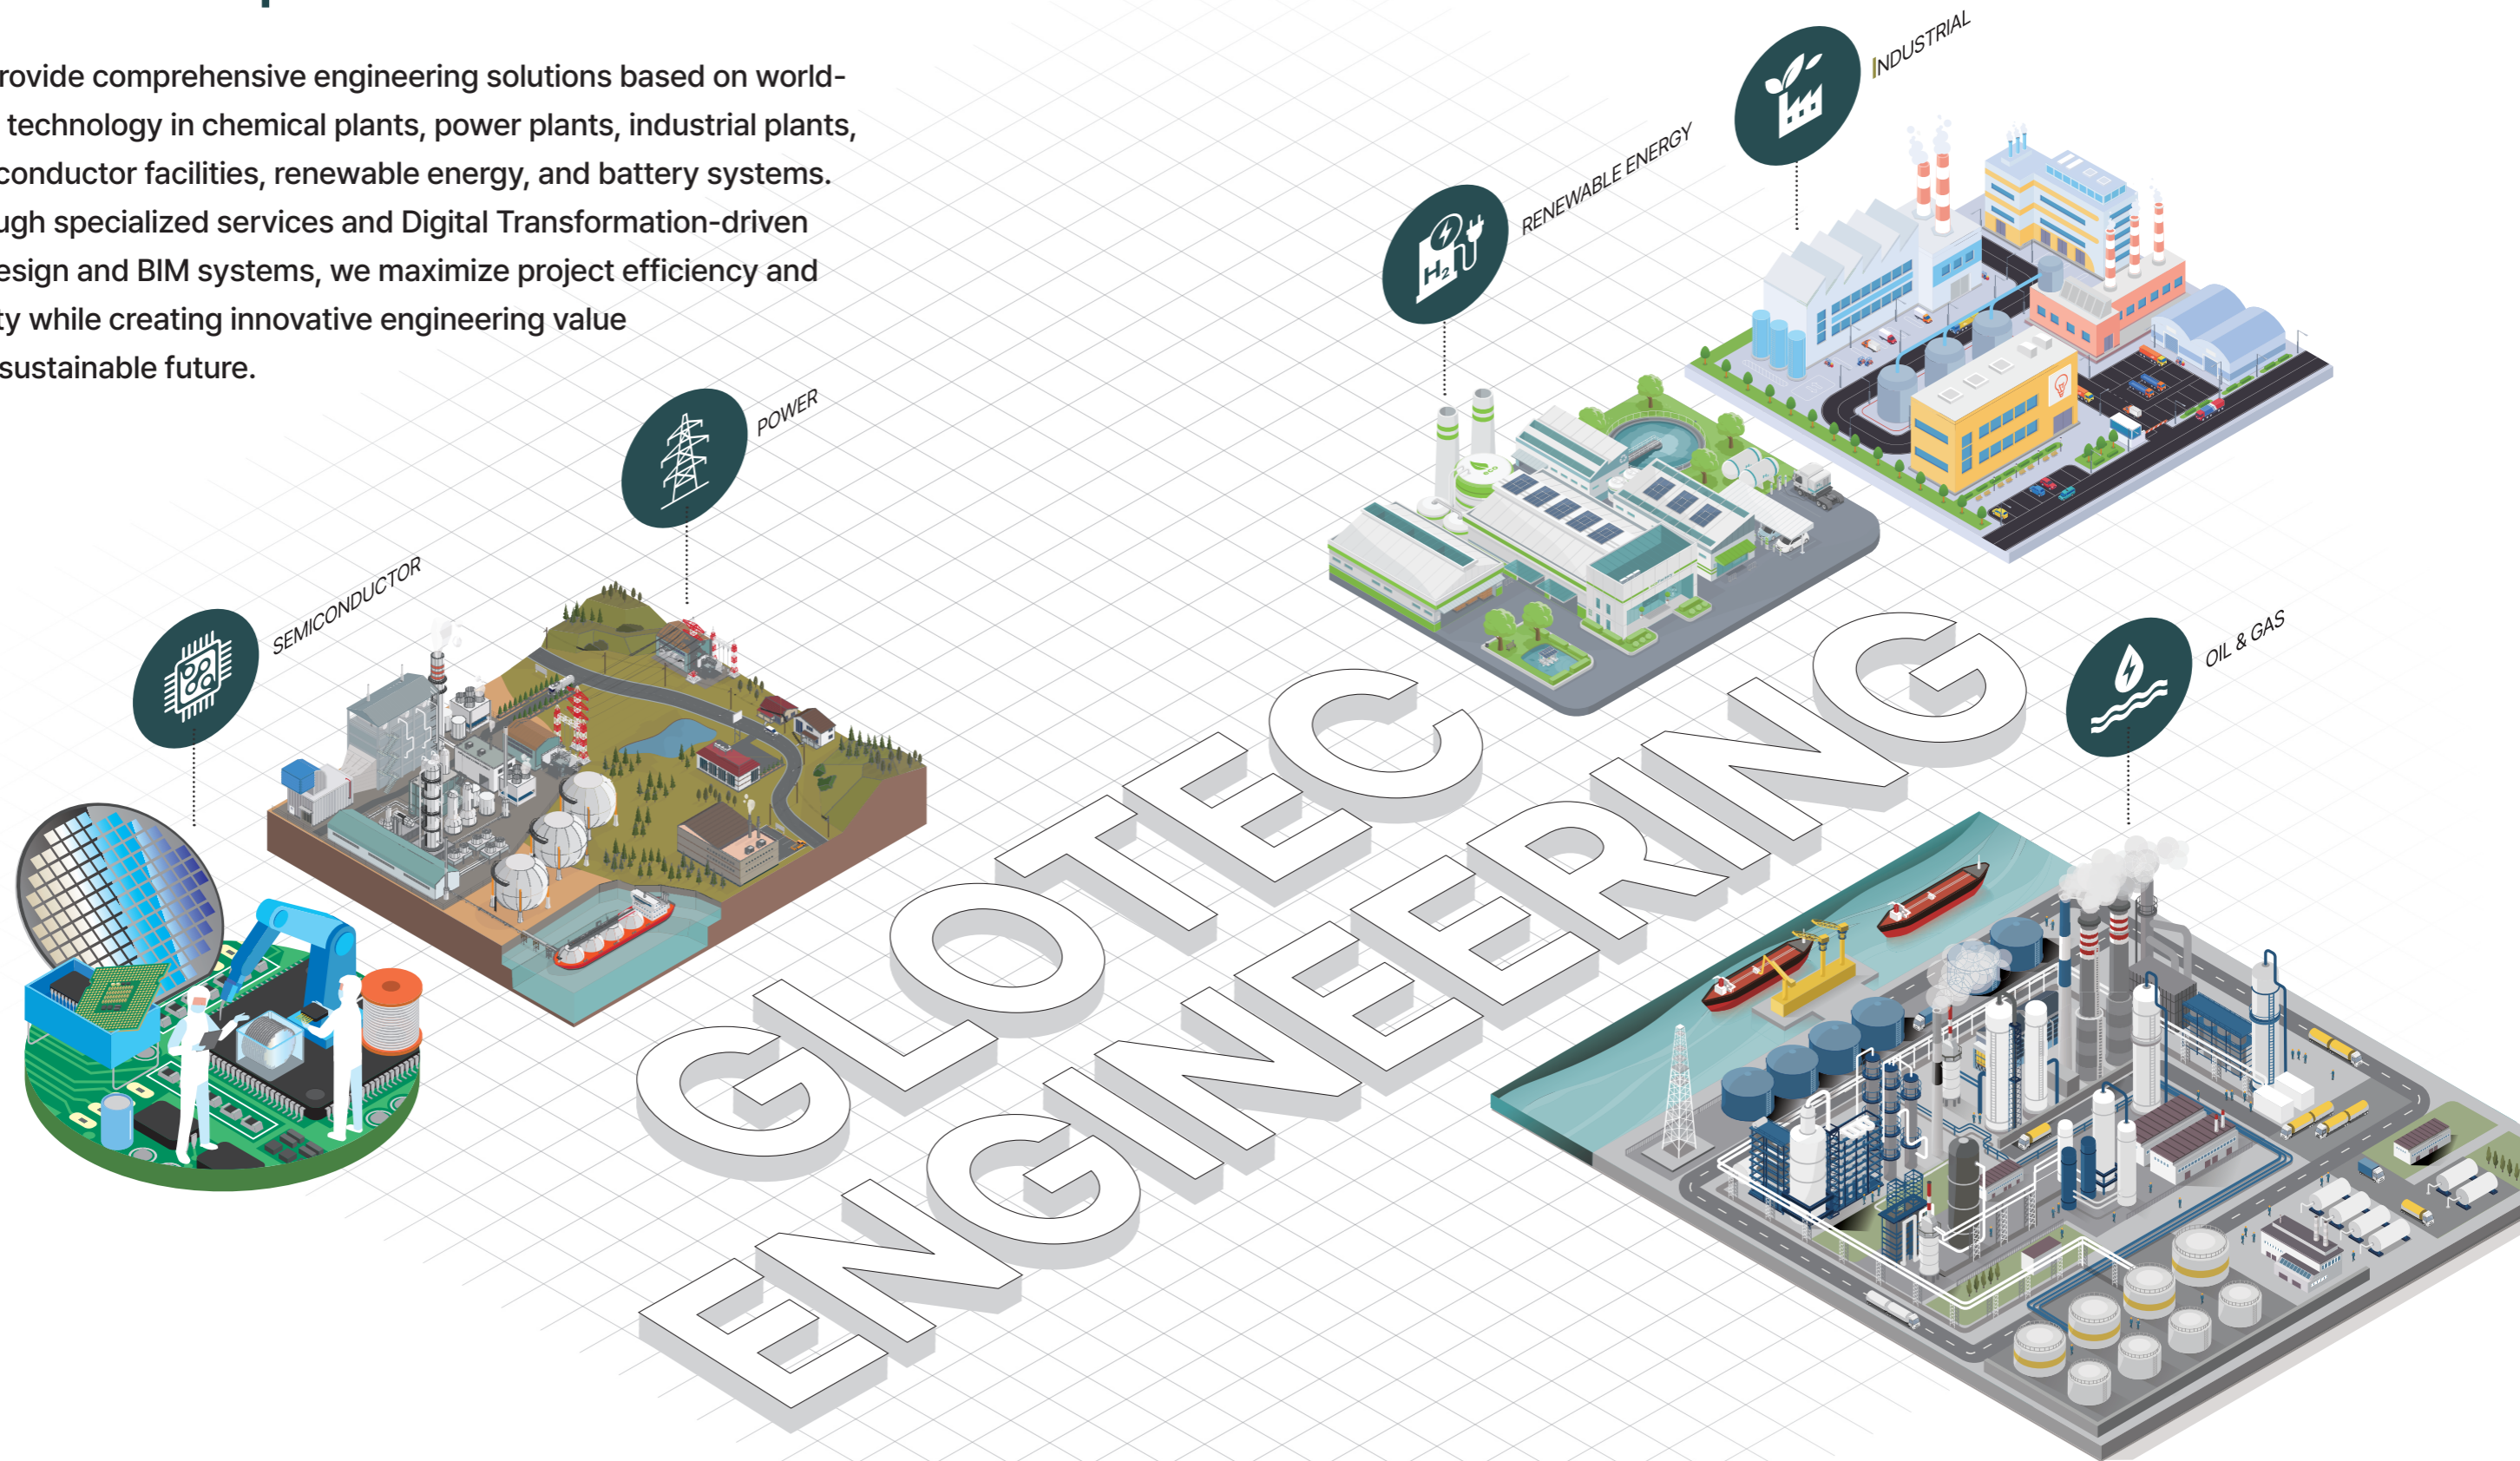 rovide comprehensive engineering solutions based on world-
technology in chemical plants, power plants, industrial plants,
conductor facilities, renewable energy, and battery systems.
ugh specialized services and Digital Transformation-driven
esign and BIM systems, we maximize project efficiency and
ty while creating innovative engineering value
sustainable future.
INDUSTRIAL
RENEWABLE ENERGY
H2
POWER
SEMICONDUCTOR
OIL & GAS
eco
GLOTEC
ENGINEERING